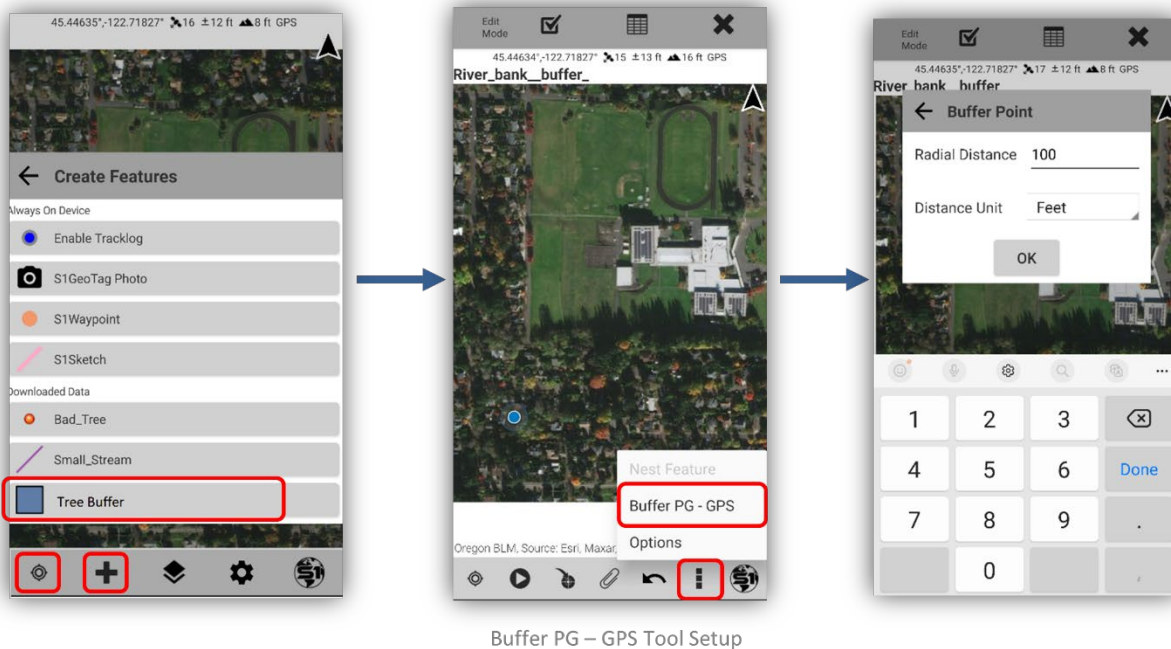 45.44635°,-122.71827° 16 ±12 ft 8 ft GPS
Create Features
Always On Device
Enable Tracklog
S1GeoTag Photo
S1Waypoint
S1Sketch
Downloaded Data
Bad_Tree
Small_Stream
Tree Buffer
S1
Edit
Mode
45.44634°,-122.71827° 15 ±13 ft 16 ft GPS
River_bank__buffer_
Nest Feature
Buffer PG - GPS
Options
Oregon BLM, Source: Esri, Maxar,
S1
Edit
Mode
45.44635°,-122.71827° 17 ±12 ft 8 ft GPS
River_bank__buffer_
Buffer Point
Radial Distance 100
Distance Unit Feet
OK
1 2 3
4 5 6 Done
7 8 9 .
0 ,
Buffer PG – GPS Tool Setup